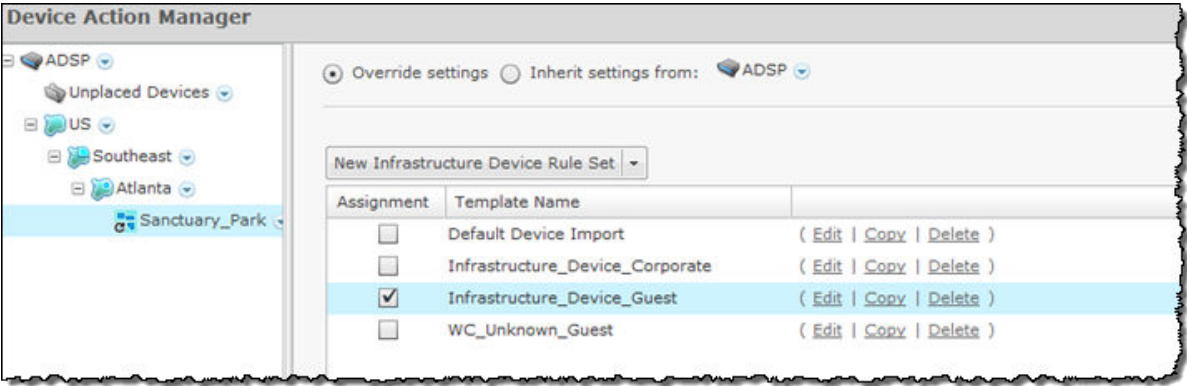 Device Action Manager
ADSP
Unplaced Devices
US
Southeast
Atlanta
Sanctuary_Park
Override settings Inherit settings from: ADSP
New Infrastructure Device Rule Set
Assignment Template Name
Default Device Import ( Edit | Copy | Delete )
Infrastructure_Device_Corporate ( Edit | Copy | Delete )
Infrastructure_Device_Guest ( Edit | Copy | Delete )
WC_Unknown_Guest ( Edit | Copy | Delete )